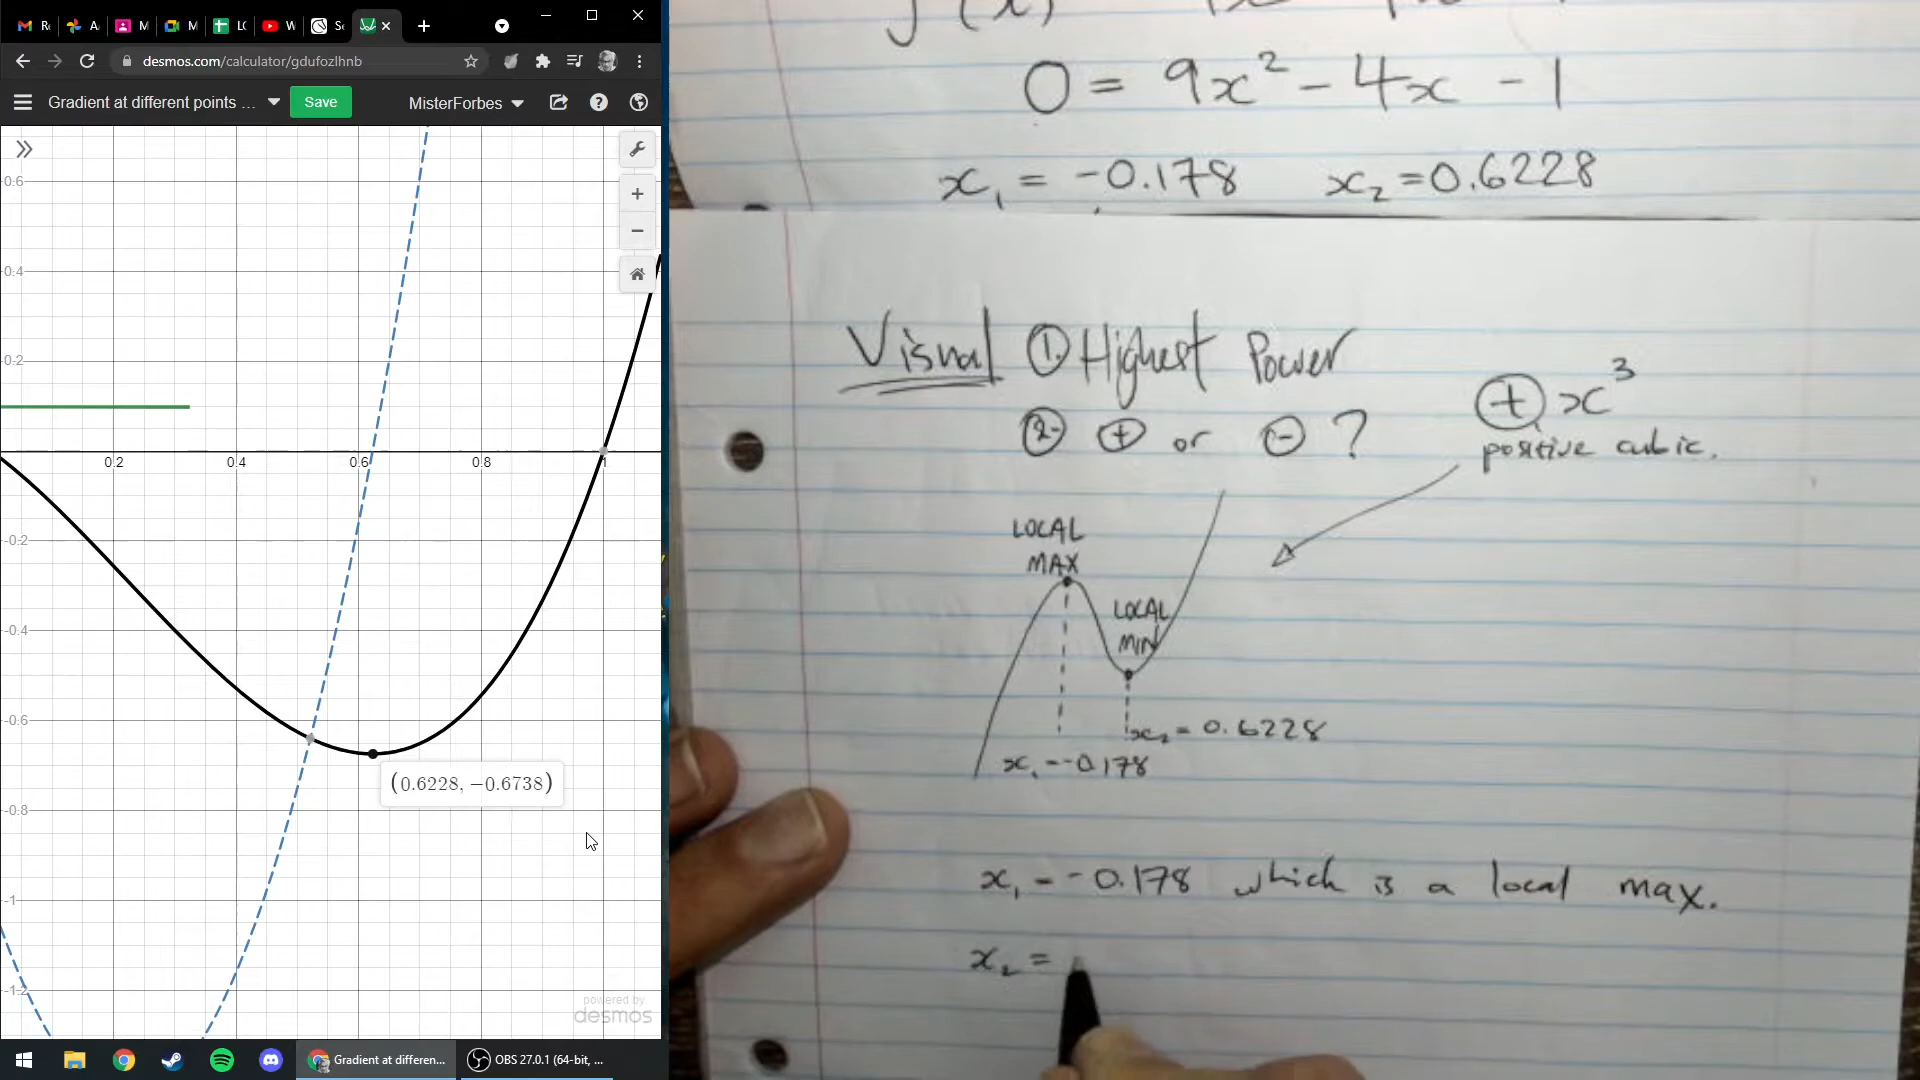 desmos.com/calculator/gdufozlhnb
Gradient at different points ...
Save
MisterForbes
0.6
0.4
0.2
0.2 0.4 0.6 0.8 1
-0.2
-0.4
-0.6
-0.8
-1
-1.2
(0.6228, −0.6738)
powered by
desmos
Gradient at differen...
OBS 27.0.1 (64-bit, ...
0 = 9x² - 4x - 1
x₁ = -0.178 x₂ = 0.6228
Visual ① Highest Power
② ⊕ or ⊖ ?
⊕ x³
positive cubic.
LOCAL
MAX
LOCAL
MIN
x₂ = 0.6228
x₁ = -0.178
x₁ = -0.178 which is a local max.
x₂ =